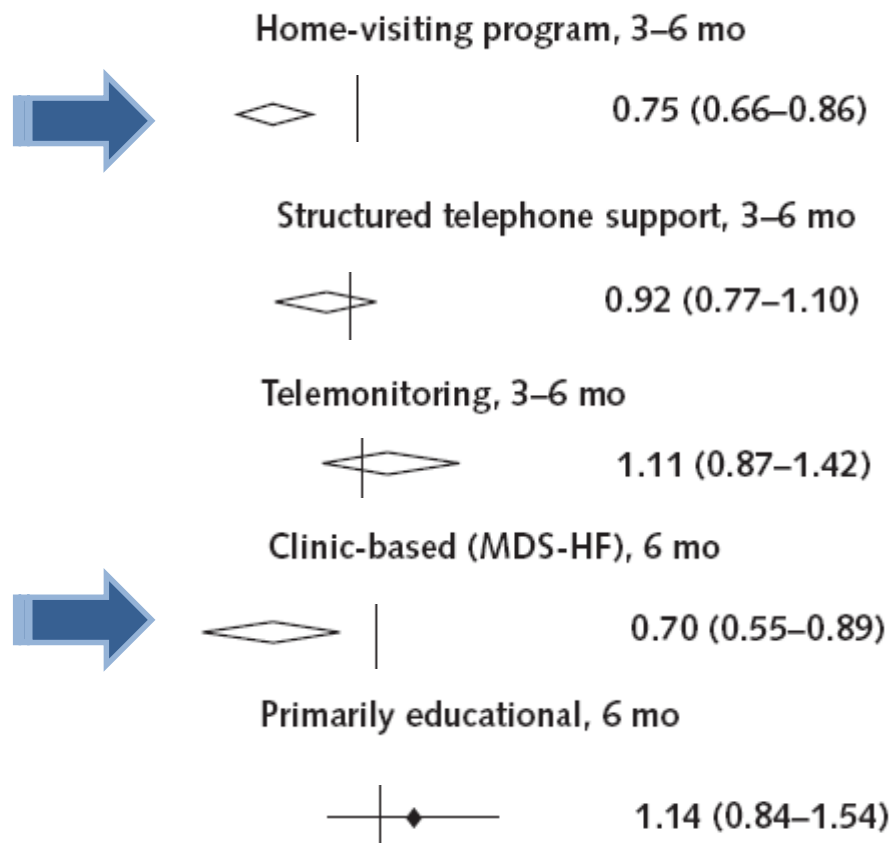 Home-visiting program, 3–6 mo
0.75 (0.66–0.86)
Structured telephone support, 3–6 mo
0.92 (0.77–1.10)
Telemonitoring, 3–6 mo
1.11 (0.87–1.42)
Clinic-based (MDS-HF), 6 mo
0.70 (0.55–0.89)
Primarily educational, 6 mo
1.14 (0.84–1.54)